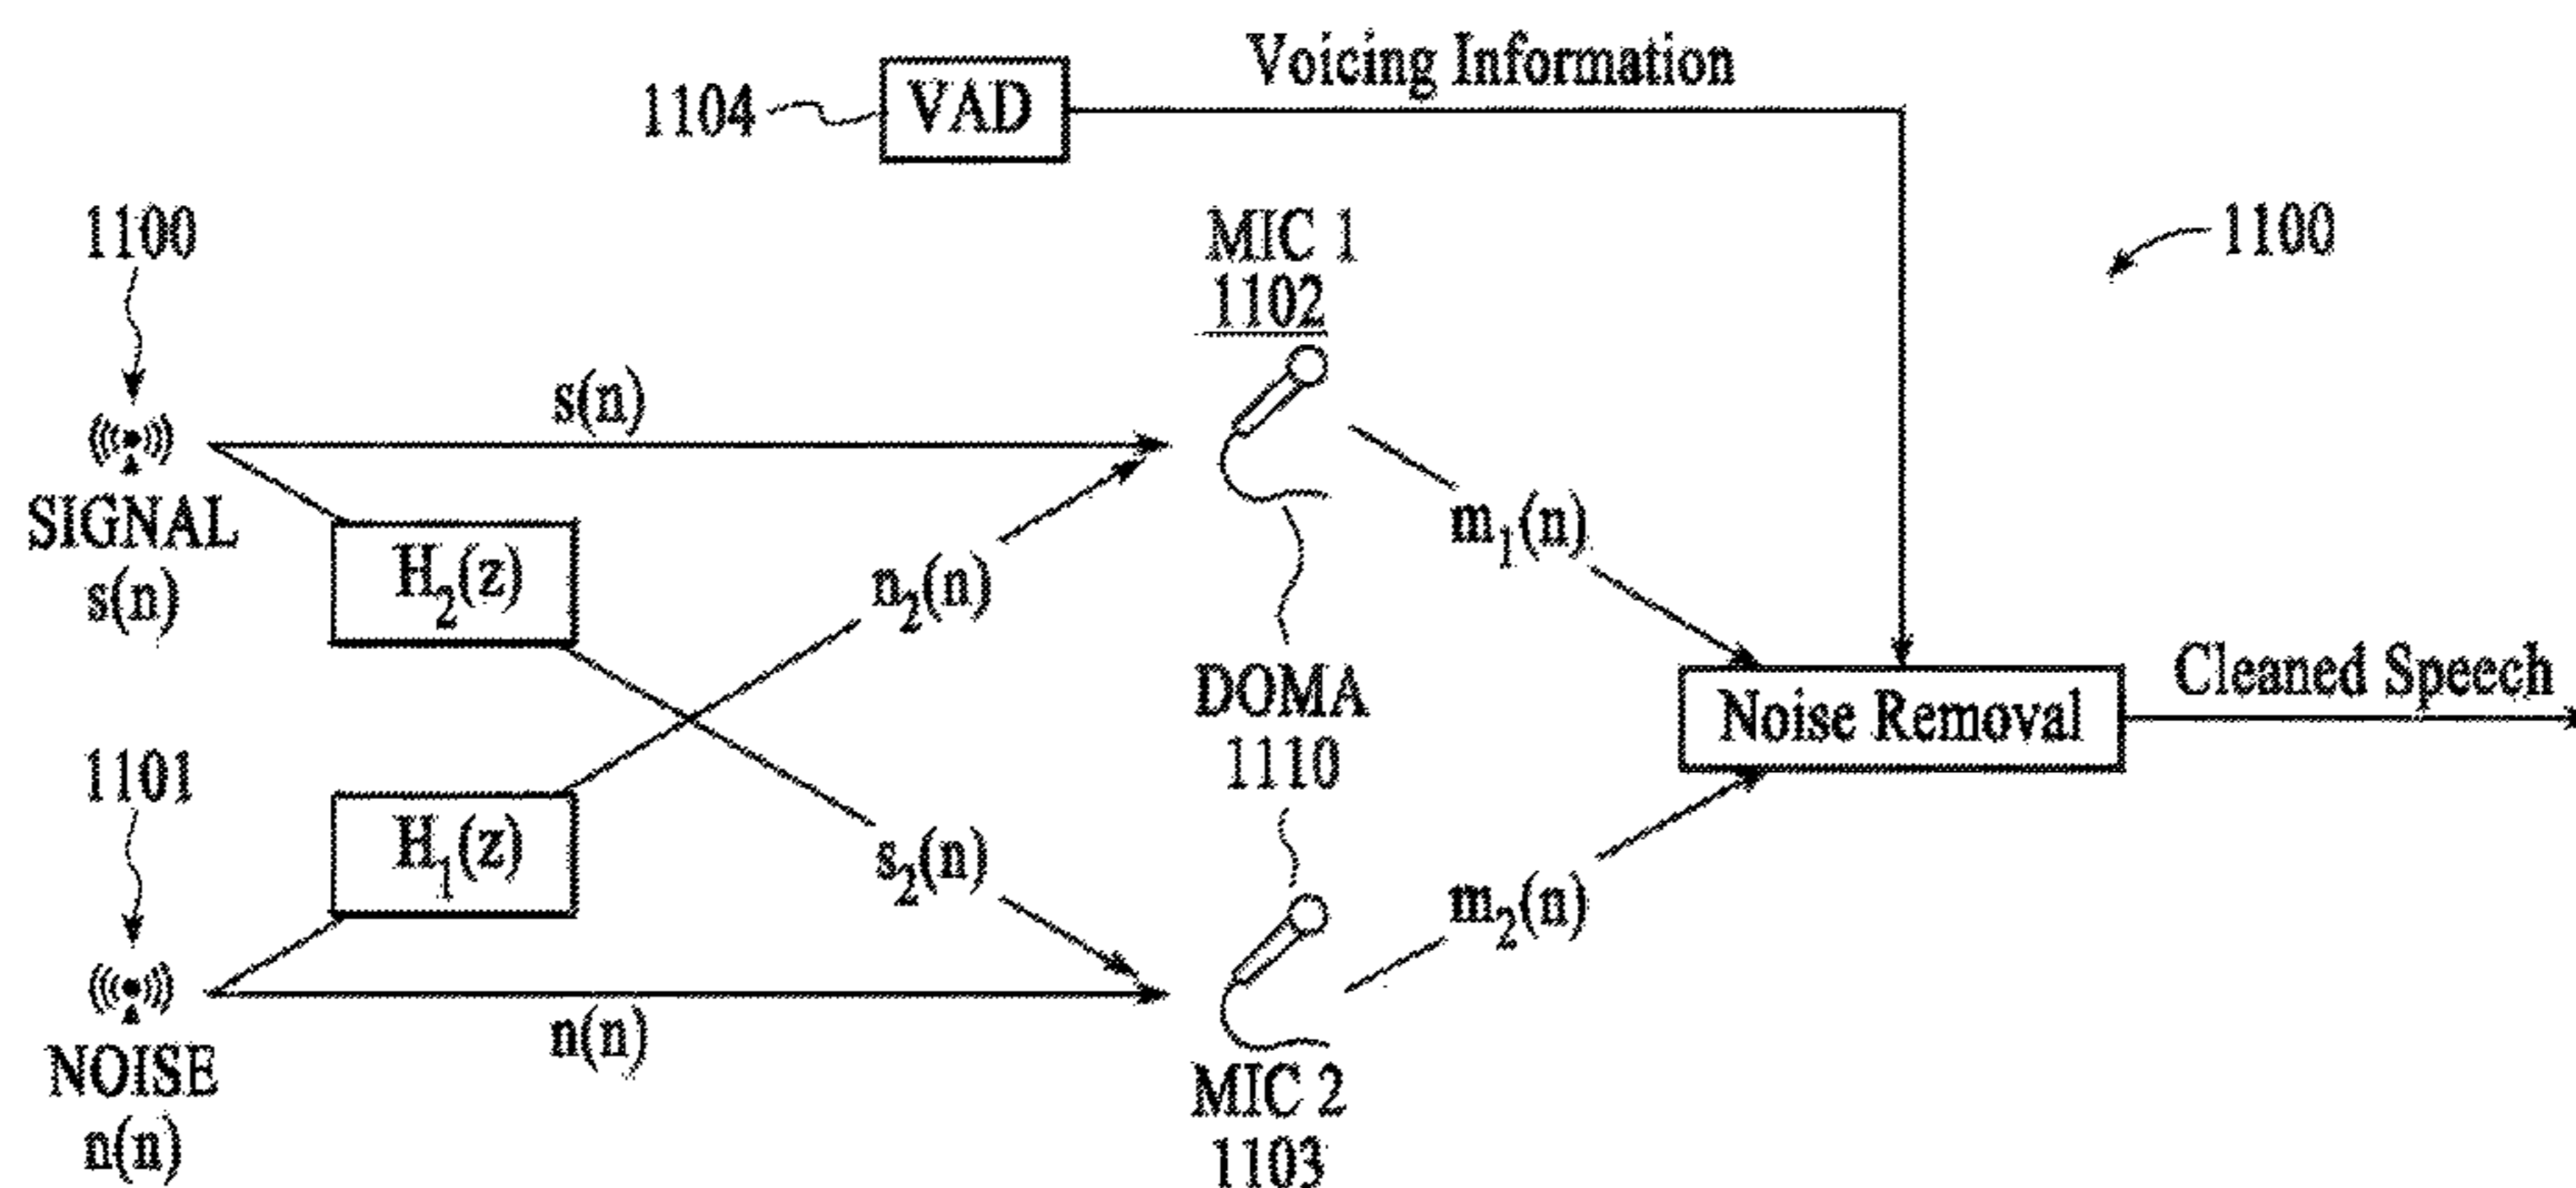 Voicing Information
1104
VAD
1100
MIC 1
1102
1100
s(n)
SIGNAL
s(n)
H₂(z)
n₂(n)
m₁(n)
DOMA
1110
Noise Removal
Cleaned Speech
1101
H₁(z)
s₂(n)
m₂(n)
NOISE
n(n)
n(n)
MIC 2
1103